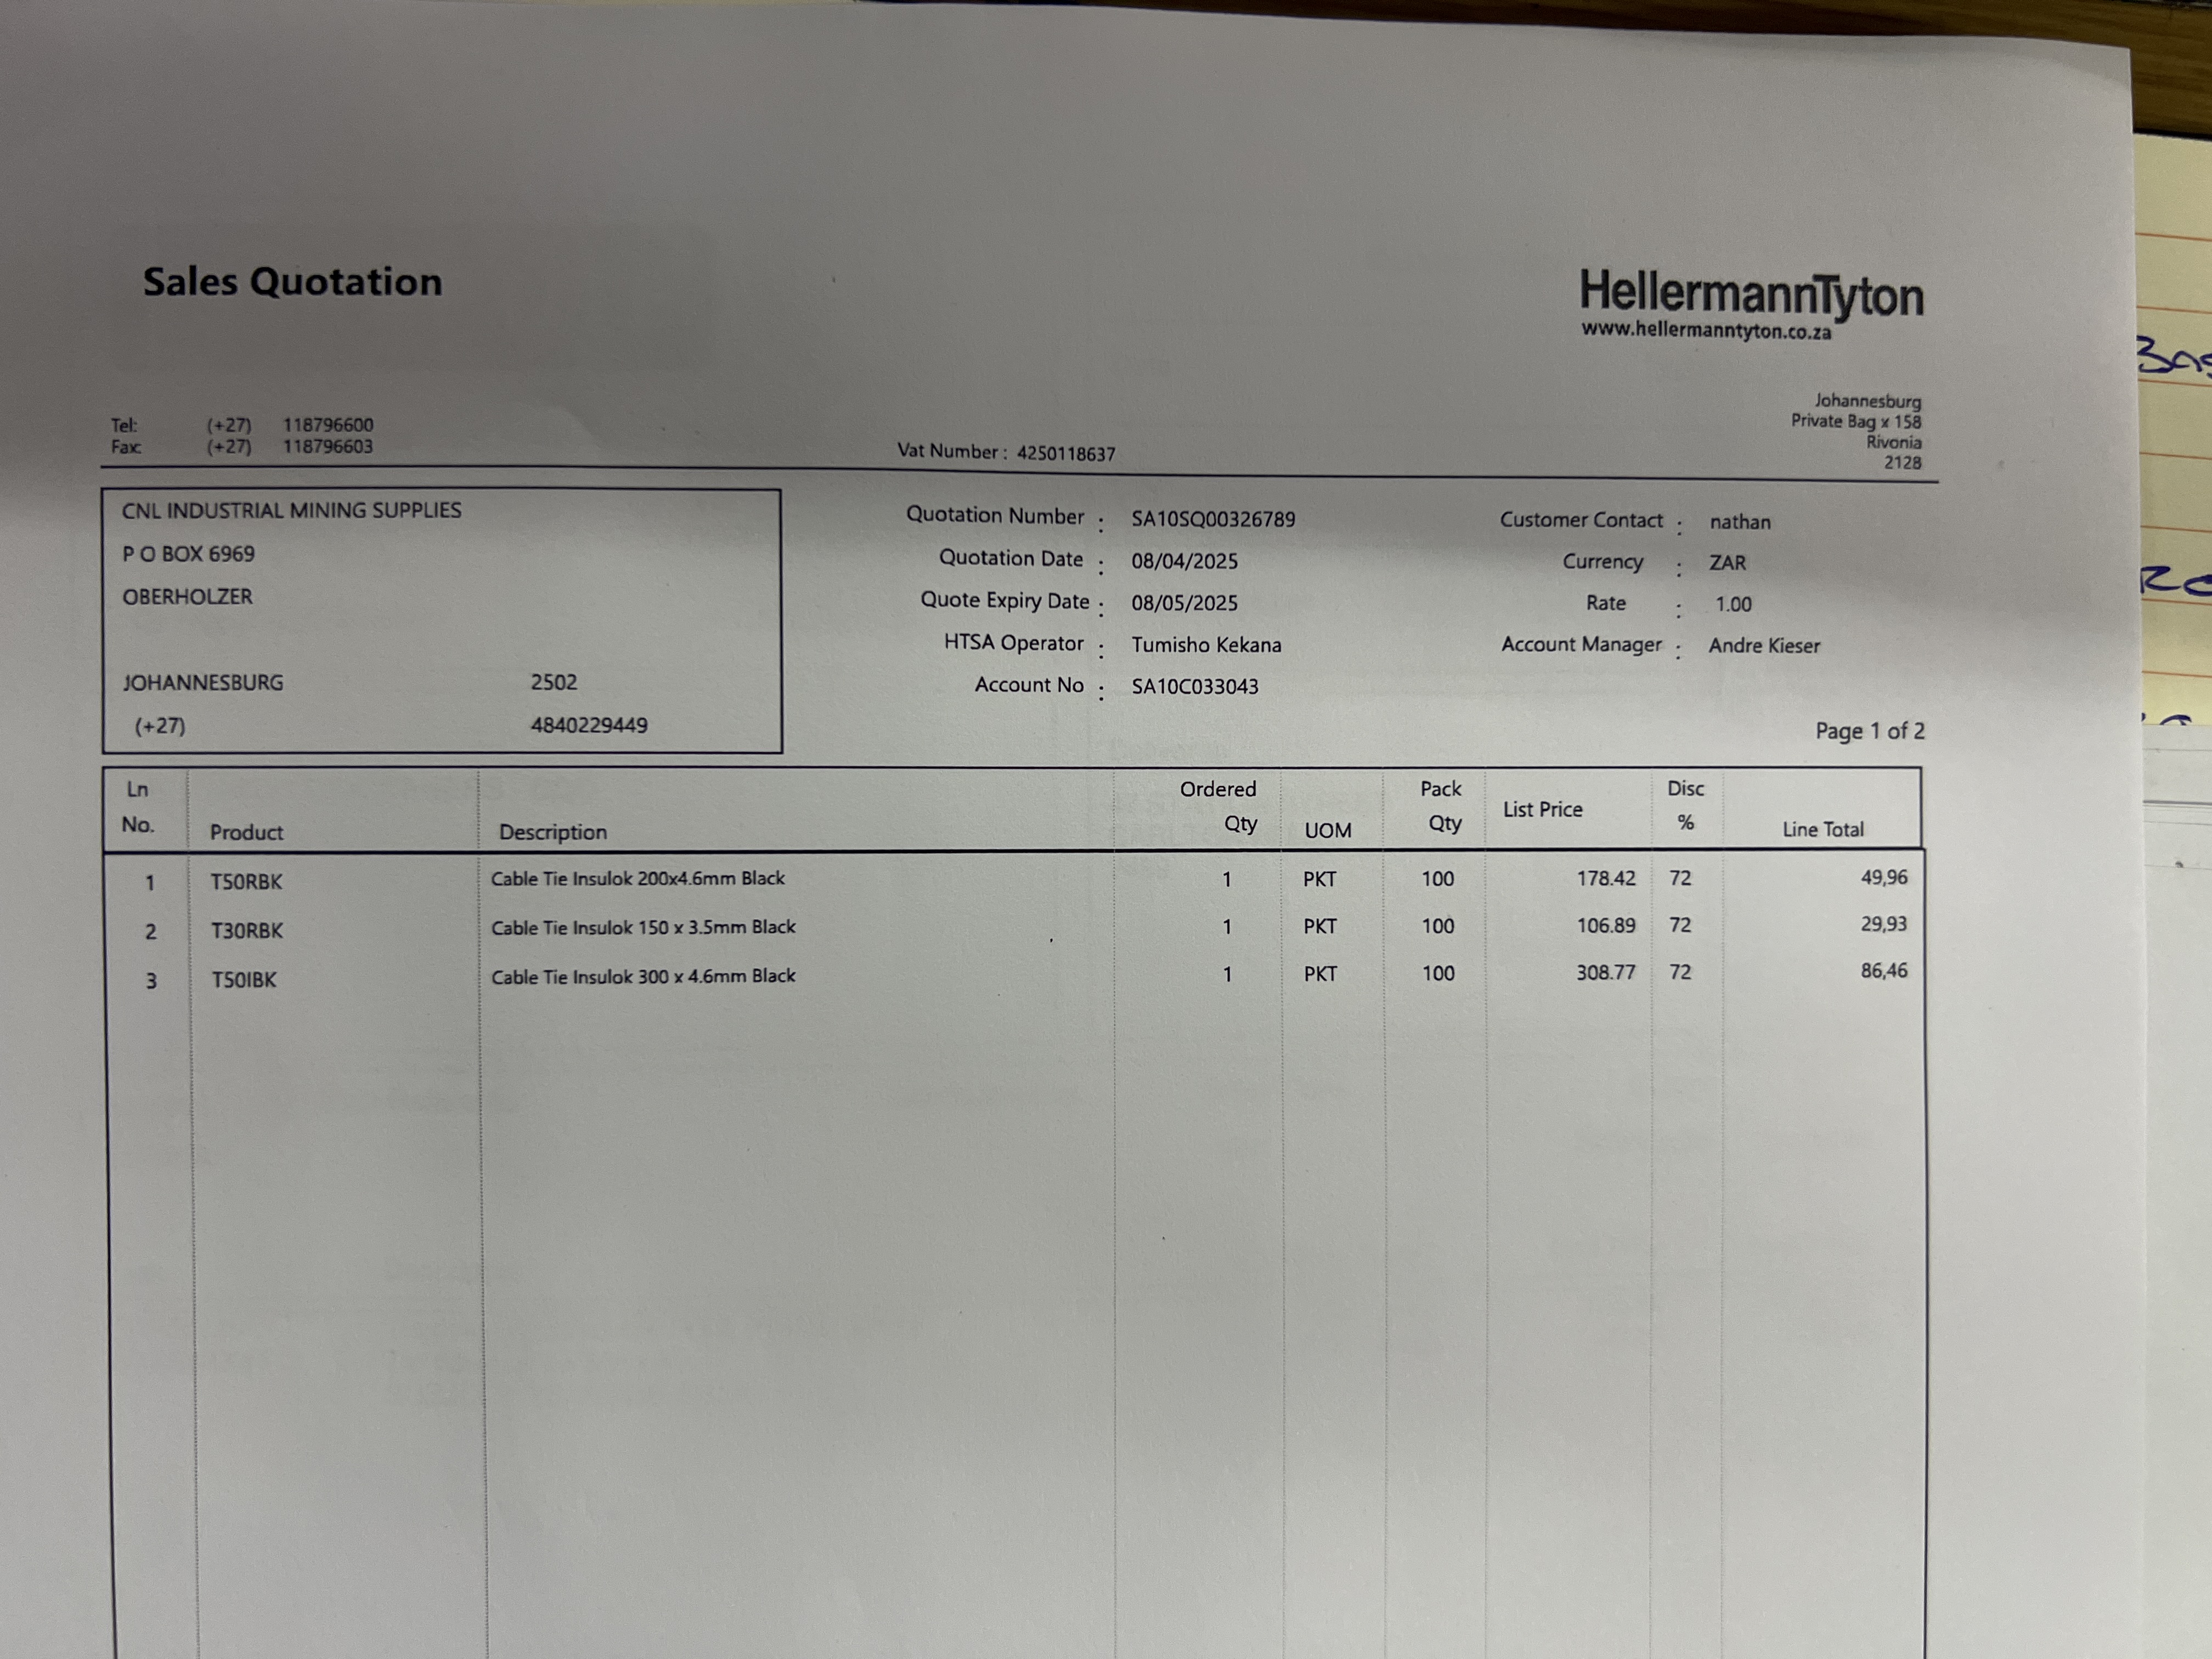 Sales Quotation
HellermannTyton
www.hellermanntyton.co.za
Johannesburg
Private Bag x 158
Rivonia
2128
Tel: (+27) 118796600
Fax: (+27) 118796603
Vat Number : 4250118637
CNL INDUSTRIAL MINING SUPPLIES
P O BOX 6969
OBERHOLZER
JOHANNESBURG 2502
(+27) 4840229449
Quotation Number : SA10SQ00326789
Quotation Date : 08/04/2025
Quote Expiry Date : 08/05/2025
HTSA Operator : Tumisho Kekana
Account No : SA10C033043
Customer Contact : nathan
Currency : ZAR
Rate : 1.00
Account Manager : Andre Kieser
Page 1 of 2
Ln No. Product Description Ordered Qty UOM Pack Qty List Price Disc % Line Total
1 T50RBK Cable Tie Insulok 200x4.6mm Black 1 PKT 100 178.42 72 49,96
2 T30RBK Cable Tie Insulok 150 x 3.5mm Black 1 PKT 100 106.89 72 29,93
3 T50IBK Cable Tie Insulok 300 x 4.6mm Black 1 PKT 100 308.77 72 86,46